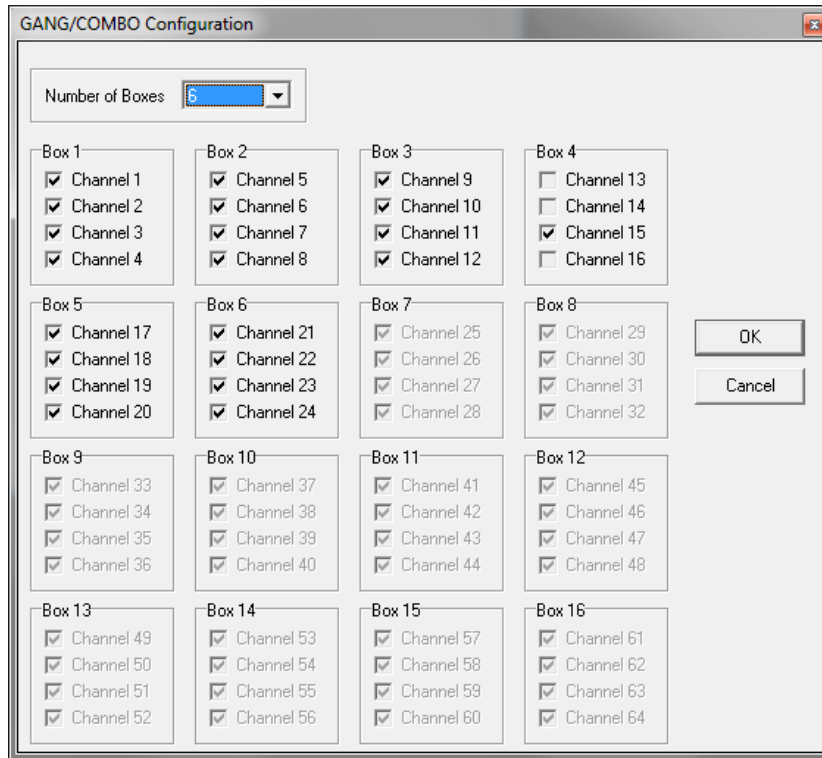 GANG/COMBO Configuration
Number of Boxes 6
Box 1
Channel 1
Channel 2
Channel 3
Channel 4
Box 2
Channel 5
Channel 6
Channel 7
Channel 8
Box 3
Channel 9
Channel 10
Channel 11
Channel 12
Box 4
Channel 13
Channel 14
Channel 15
Channel 16
Box 5
Channel 17
Channel 18
Channel 19
Channel 20
Box 6
Channel 21
Channel 22
Channel 23
Channel 24
Box 7
Channel 25
Channel 26
Channel 27
Channel 28
Box 8
Channel 29
Channel 30
Channel 31
Channel 32
OK
Cancel
Box 9
Channel 33
Channel 34
Channel 35
Channel 36
Box 10
Channel 37
Channel 38
Channel 39
Channel 40
Box 11
Channel 41
Channel 42
Channel 43
Channel 44
Box 12
Channel 45
Channel 46
Channel 47
Channel 48
Box 13
Channel 49
Channel 50
Channel 51
Channel 52
Box 14
Channel 53
Channel 54
Channel 55
Channel 56
Box 15
Channel 57
Channel 58
Channel 59
Channel 60
Box 16
Channel 61
Channel 62
Channel 63
Channel 64